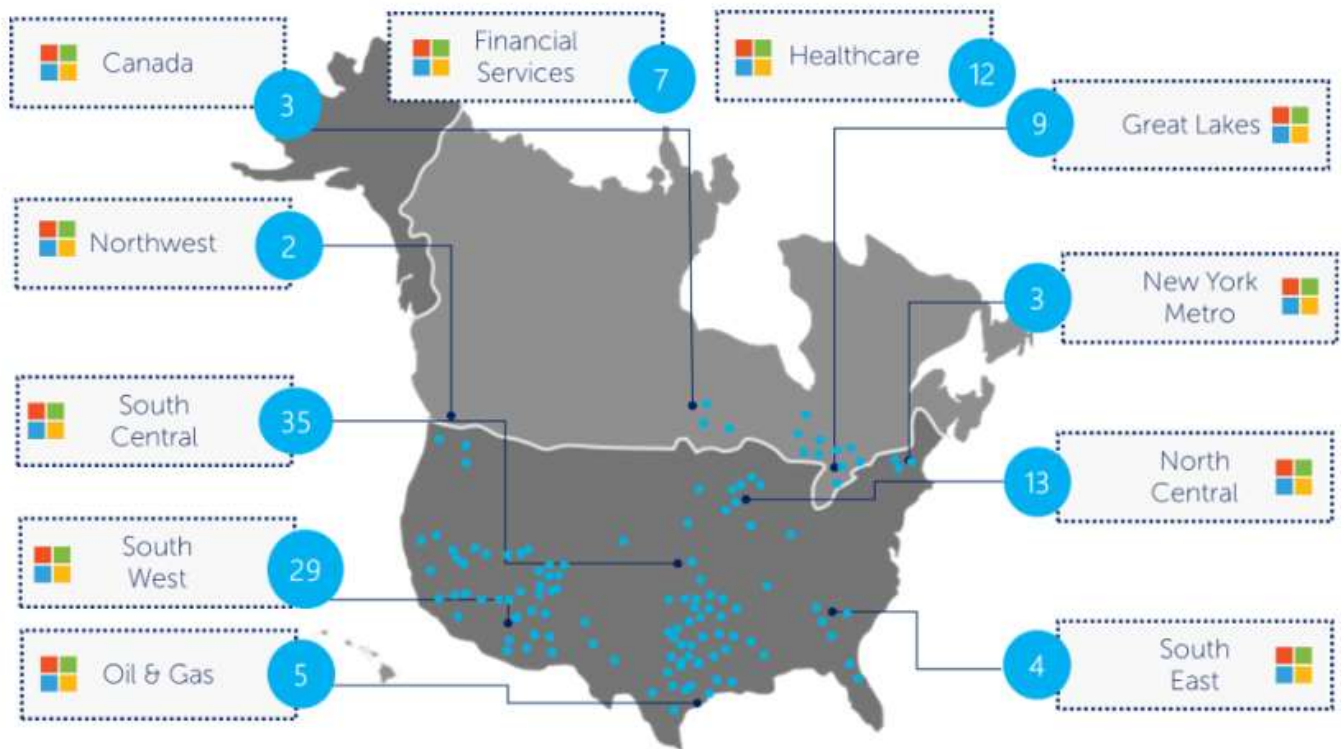 Canada
3
Financial
Services
7
Healthcare
12
9
Great Lakes
Northwest
2
3
New York
Metro
South
Central
35
13
North
Central
South
West
29
Oil & Gas
5
4
South
East